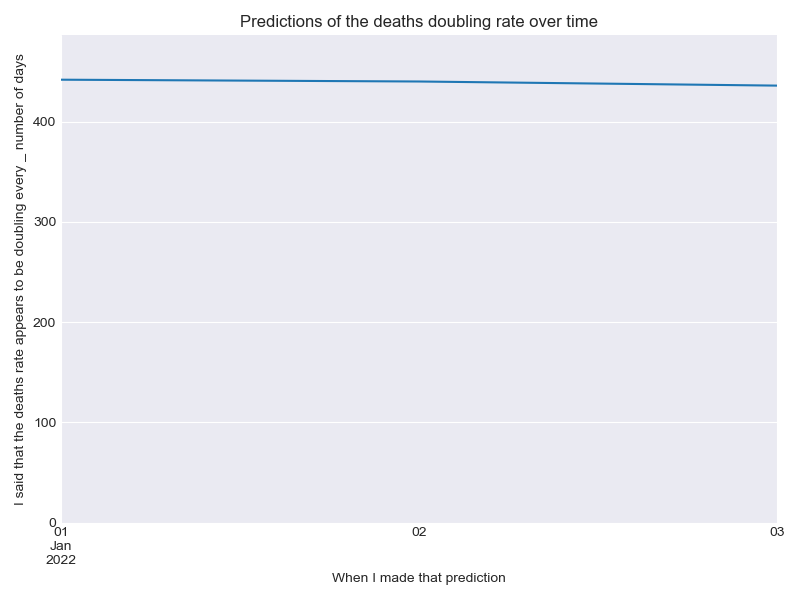 Predictions of the deaths doubling rate over time
I said that the deaths rate appears to be doubling every _ number of days
400
300
200
100
0
01
Jan
2022
02
03
When I made that prediction